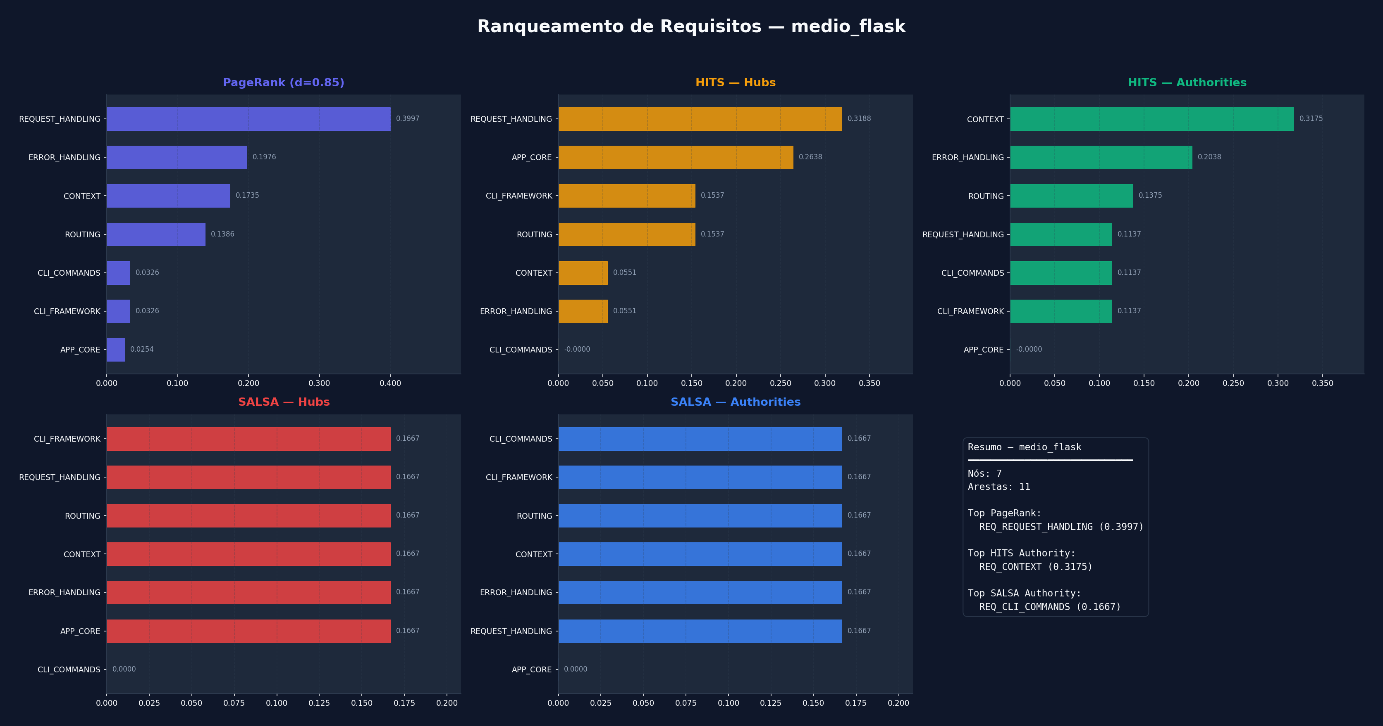 Ranqueamento de Requisitos — medio_flask
PageRank (d=0.85)
REQUEST_HANDLING 0.3997
ERROR_HANDLING 0.1976
CONTEXT 0.1735
ROUTING 0.1386
CLI_COMMANDS 0.0326
CLI_FRAMEWORK 0.0326
APP_CORE 0.0254
0.000 0.100 0.200 0.300 0.400
HITS — Hubs
REQUEST_HANDLING 0.3188
APP_CORE 0.2638
CLI_FRAMEWORK 0.1537
ROUTING 0.1537
CONTEXT 0.0551
ERROR_HANDLING 0.0551
CLI_COMMANDS -0.0000
0.000 0.050 0.100 0.150 0.200 0.250 0.300 0.350
HITS — Authorities
CONTEXT 0.3175
ERROR_HANDLING 0.2038
ROUTING 0.1375
REQUEST_HANDLING 0.1137
CLI_COMMANDS 0.1137
CLI_FRAMEWORK 0.1137
APP_CORE -0.0000
0.000 0.050 0.100 0.150 0.200 0.250 0.300 0.350
SALSA — Hubs
CLI_FRAMEWORK 0.1667
REQUEST_HANDLING 0.1667
ROUTING 0.1667
CONTEXT 0.1667
ERROR_HANDLING 0.1667
APP_CORE 0.1667
CLI_COMMANDS 0.0000
0.000 0.025 0.050 0.075 0.100 0.125 0.150 0.175 0.200
SALSA — Authorities
CLI_COMMANDS 0.1667
CLI_FRAMEWORK 0.1667
ROUTING 0.1667
CONTEXT 0.1667
ERROR_HANDLING 0.1667
REQUEST_HANDLING 0.1667
APP_CORE 0.0000
0.000 0.025 0.050 0.075 0.100 0.125 0.150 0.175 0.200
Resumo — medio_flask
Nós: 7
Arestas: 11
Top PageRank:
REQ_REQUEST_HANDLING (0.3997)
Top HITS Authority:
REQ_CONTEXT (0.3175)
Top SALSA Authority:
REQ_CLI_COMMANDS (0.1667)